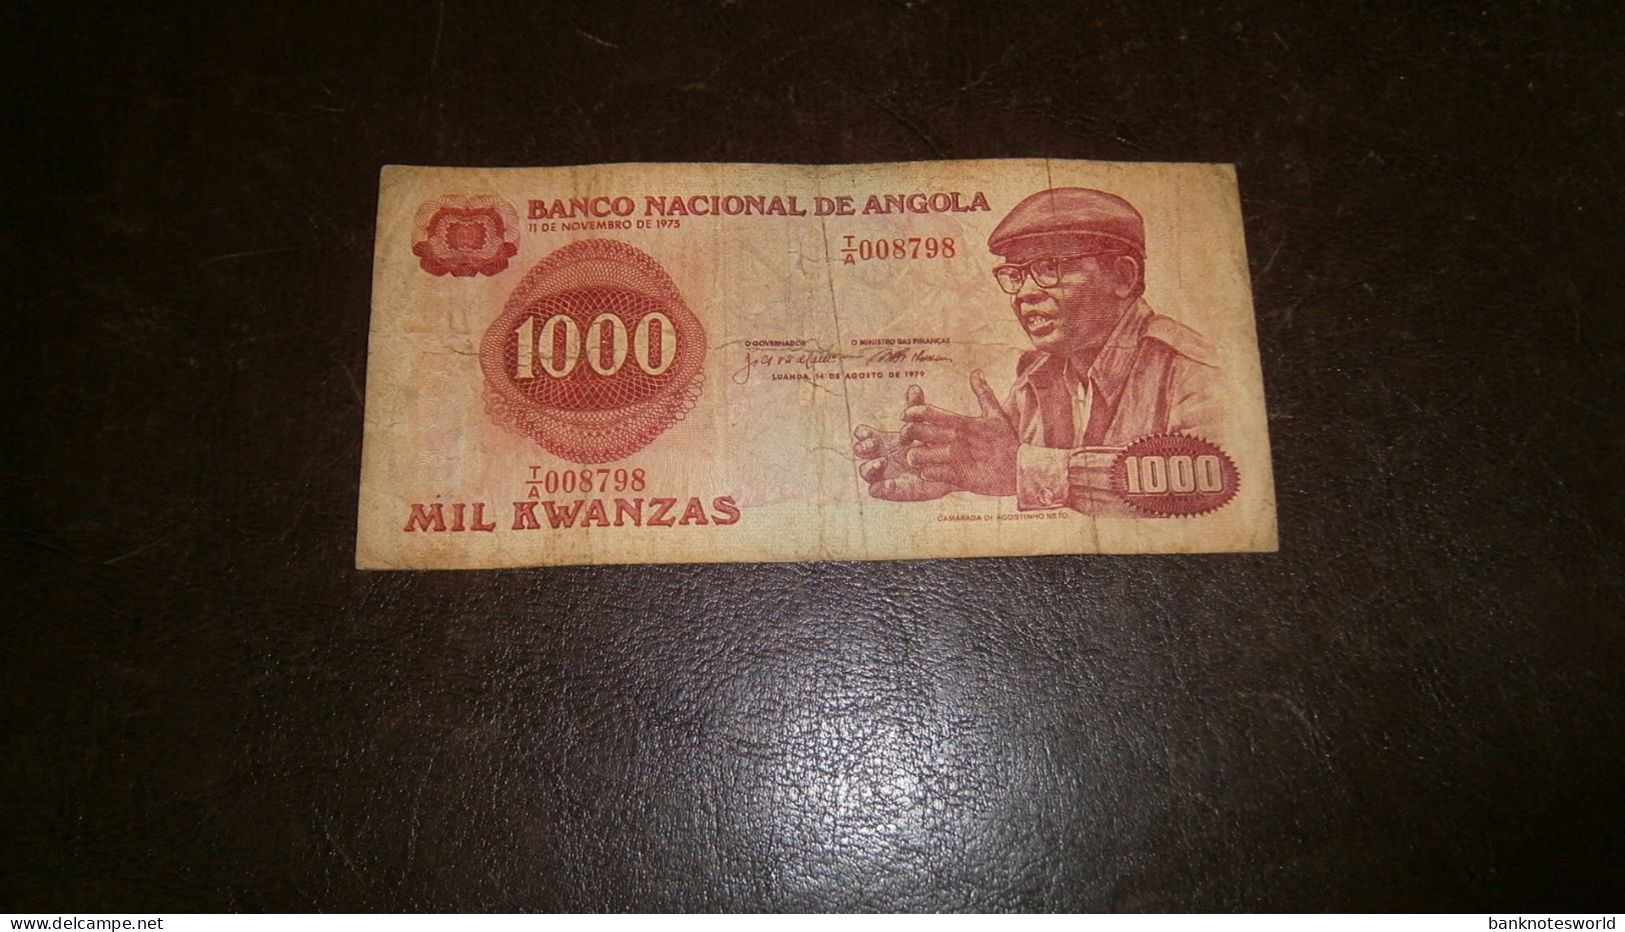 BANCO NACIONAL DE ANGOLA
11 DE NOVEMBRO DE 1975
T/A 008798
1000
O GOVERNADOR O MINISTRO DAS FINANÇAS
LUANDA, 14 DE AGOSTO DE 1979
T/A 008798
MIL KWANZAS
1000
CAMARADA Dr AGOSTINHO NETO
www.delcampe.net
banknotesworld